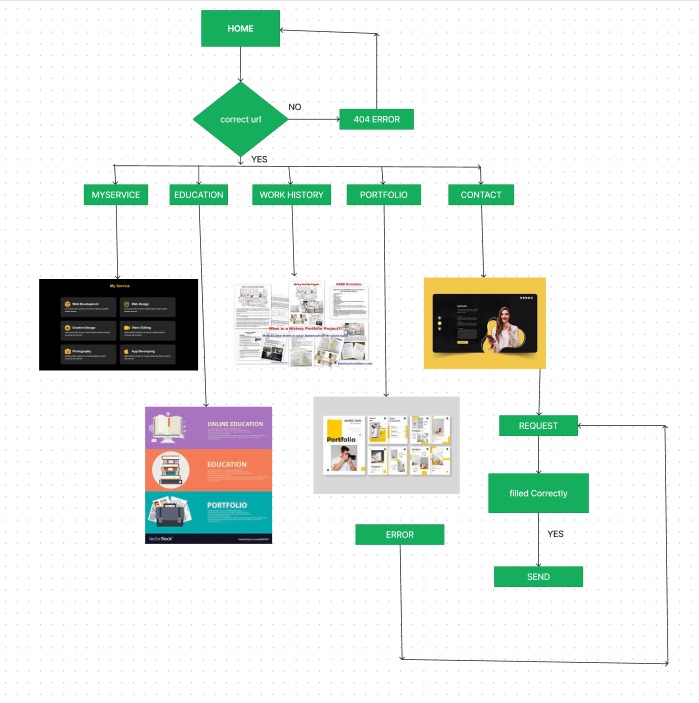 HOME
correct url
NO
404 ERROR
YES
MYSERVICE
EDUCATION
WORK HISTORY
PORTFOLIO
CONTACT
My Service
Web Development
Web Design
Creative Design
Video Editing
Photography
App Developing
What is a History Portfolio Project?
ONLINE EDUCATION
EDUCATION
PORTFOLIO
VectorStock
Portfolio
REQUEST
filled Correctly
ERROR
YES
SEND